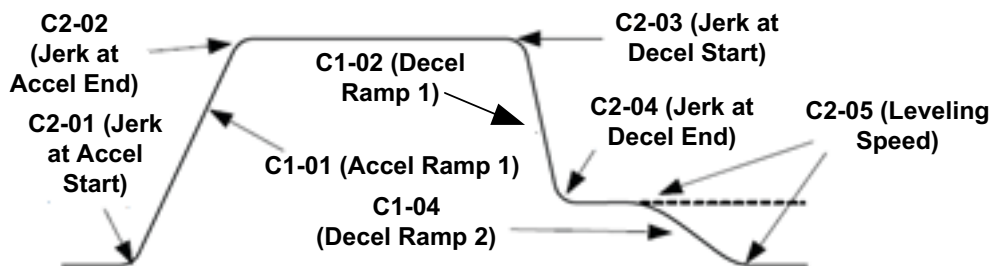 C2-02
(Jerk at
Accel End)
C2-01 (Jerk
at Accel
Start)
C1-01 (Accel Ramp 1)
C1-02 (Decel
Ramp 1)
C2-03 (Jerk at
Decel Start)
C2-04 (Jerk at
Decel End)
C2-05 (Leveling
Speed)
C1-04
(Decel Ramp 2)